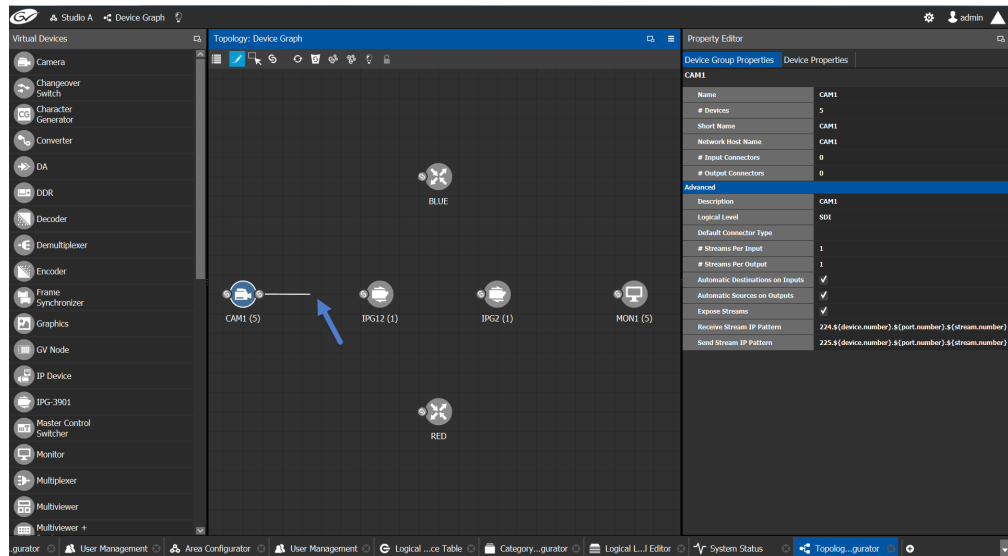 GV Studio A Device Graph admin
Virtual Devices
Camera
Changeover
Switch
CG Character
Generator
Converter
DA
DDR
Decoder
Demultiplexer
Encoder
Frame
Synchronizer
Graphics
GV Node
IP Device
IPG-3901
Master Control
Switcher
Monitor
Multiplexer
Multiviewer
Multiviewer +
Topology: Device Graph
BLUE
CAM1 (5) IPG12 (1) IPG2 (1) MON1 (5)
RED
Property Editor
Device Group Properties Device Properties
CAM1
Name CAM1
# Devices 5
Short Name CAM1
Network Host Name CAM1
# Input Connectors 0
# Output Connectors 0
Advanced
Description CAM1
Logical Level SDI
Default Connector Type
# Streams Per Input 1
# Streams Per Output 1
Automatic Destinations on Inputs
Automatic Sources on Outputs
Expose Streams
Receive Stream IP Pattern 224.${device.number}.${port.number}.${stream.number}
Send Stream IP Pattern 225.${device.number}.${port.number}.${stream.number}
.gurator User Management Area Configurator User Management Logical ...ce Table Category...gurator Logical L...l Editor System Status Topolog...gurator